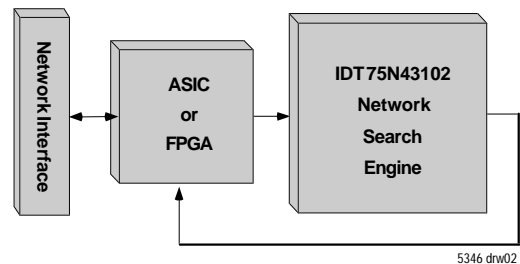 Network Interface
ASIC
or
FPGA
IDT75N43102
Network
Search
Engine
5346 drw02